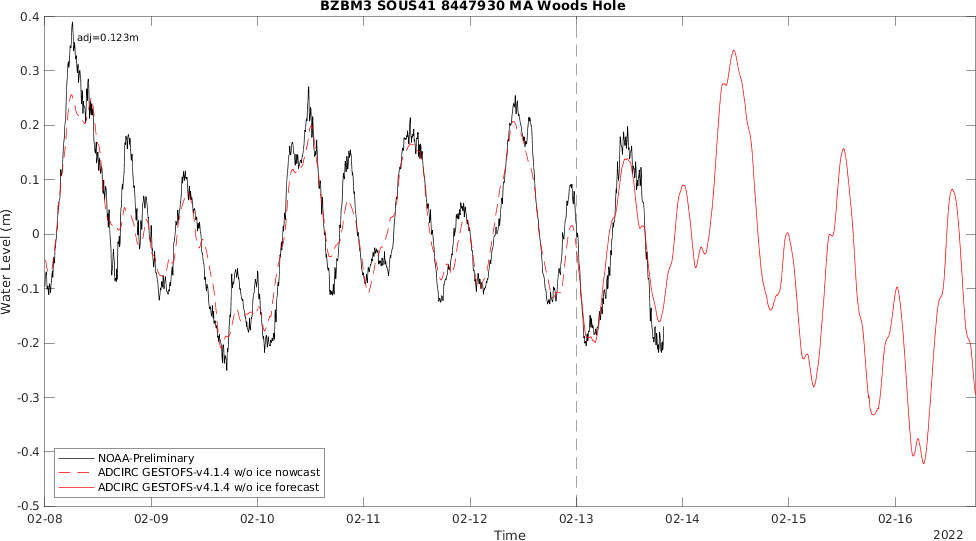 BZBM3 SOUS41 8447930 MA Woods Hole
adj=0.123m
Water Level (m)
0.4
0.3
0.2
0.1
0
-0.1
-0.2
-0.3
-0.4
-0.5
NOAA-Preliminary
ADCIRC GESTOFS-v4.1.4 w/o ice nowcast
ADCIRC GESTOFS-v4.1.4 w/o ice forecast
02-08 02-09 02-10 02-11 02-12 02-13 02-14 02-15 02-16
Time
2022